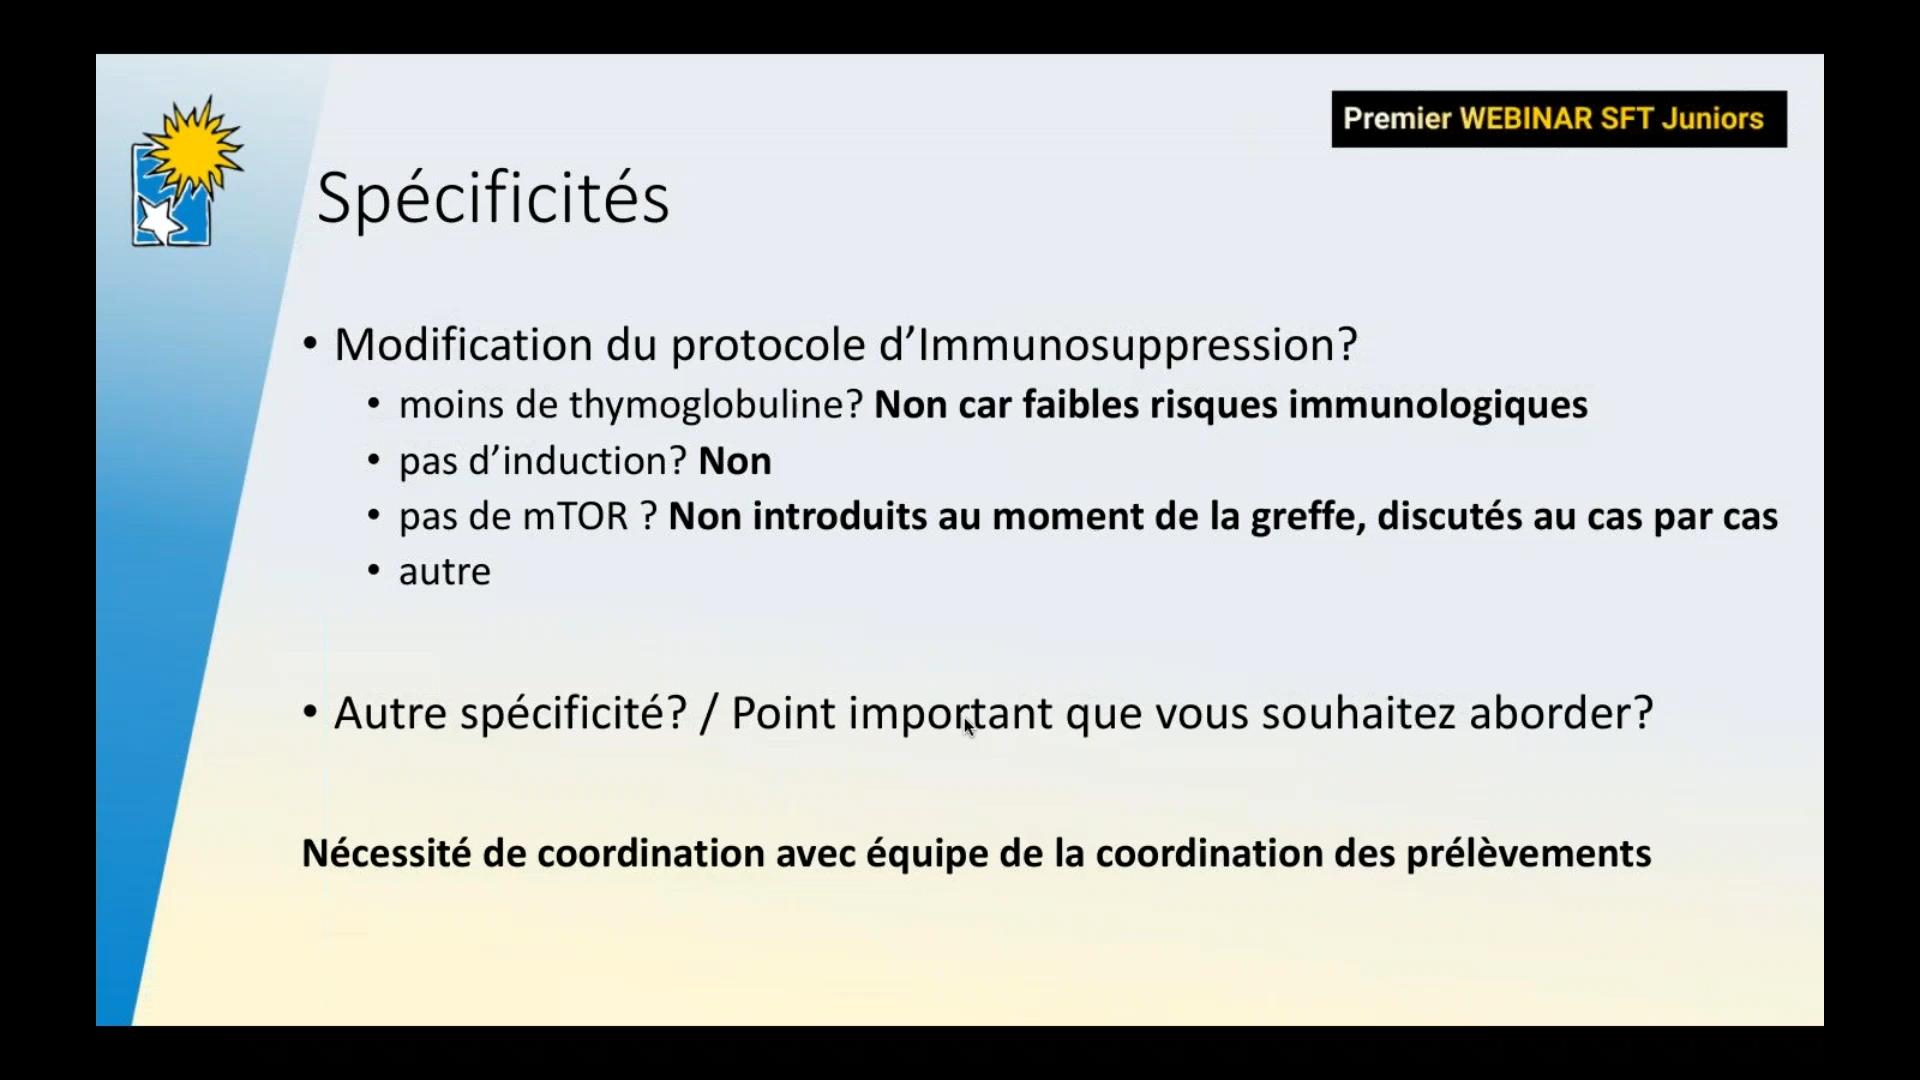 Premier WEBINAR SFT Juniors
Spécificités
• Modification du protocole d’Immunosuppression?
• moins de thymoglobuline? Non car faibles risques immunologiques
• pas d’induction? Non
• pas de mTOR ? Non introduits au moment de la greffe, discutés au cas par cas
• autre
• Autre spécificité? / Point important que vous souhaitez aborder?
Nécessité de coordination avec équipe de la coordination des prélèvements